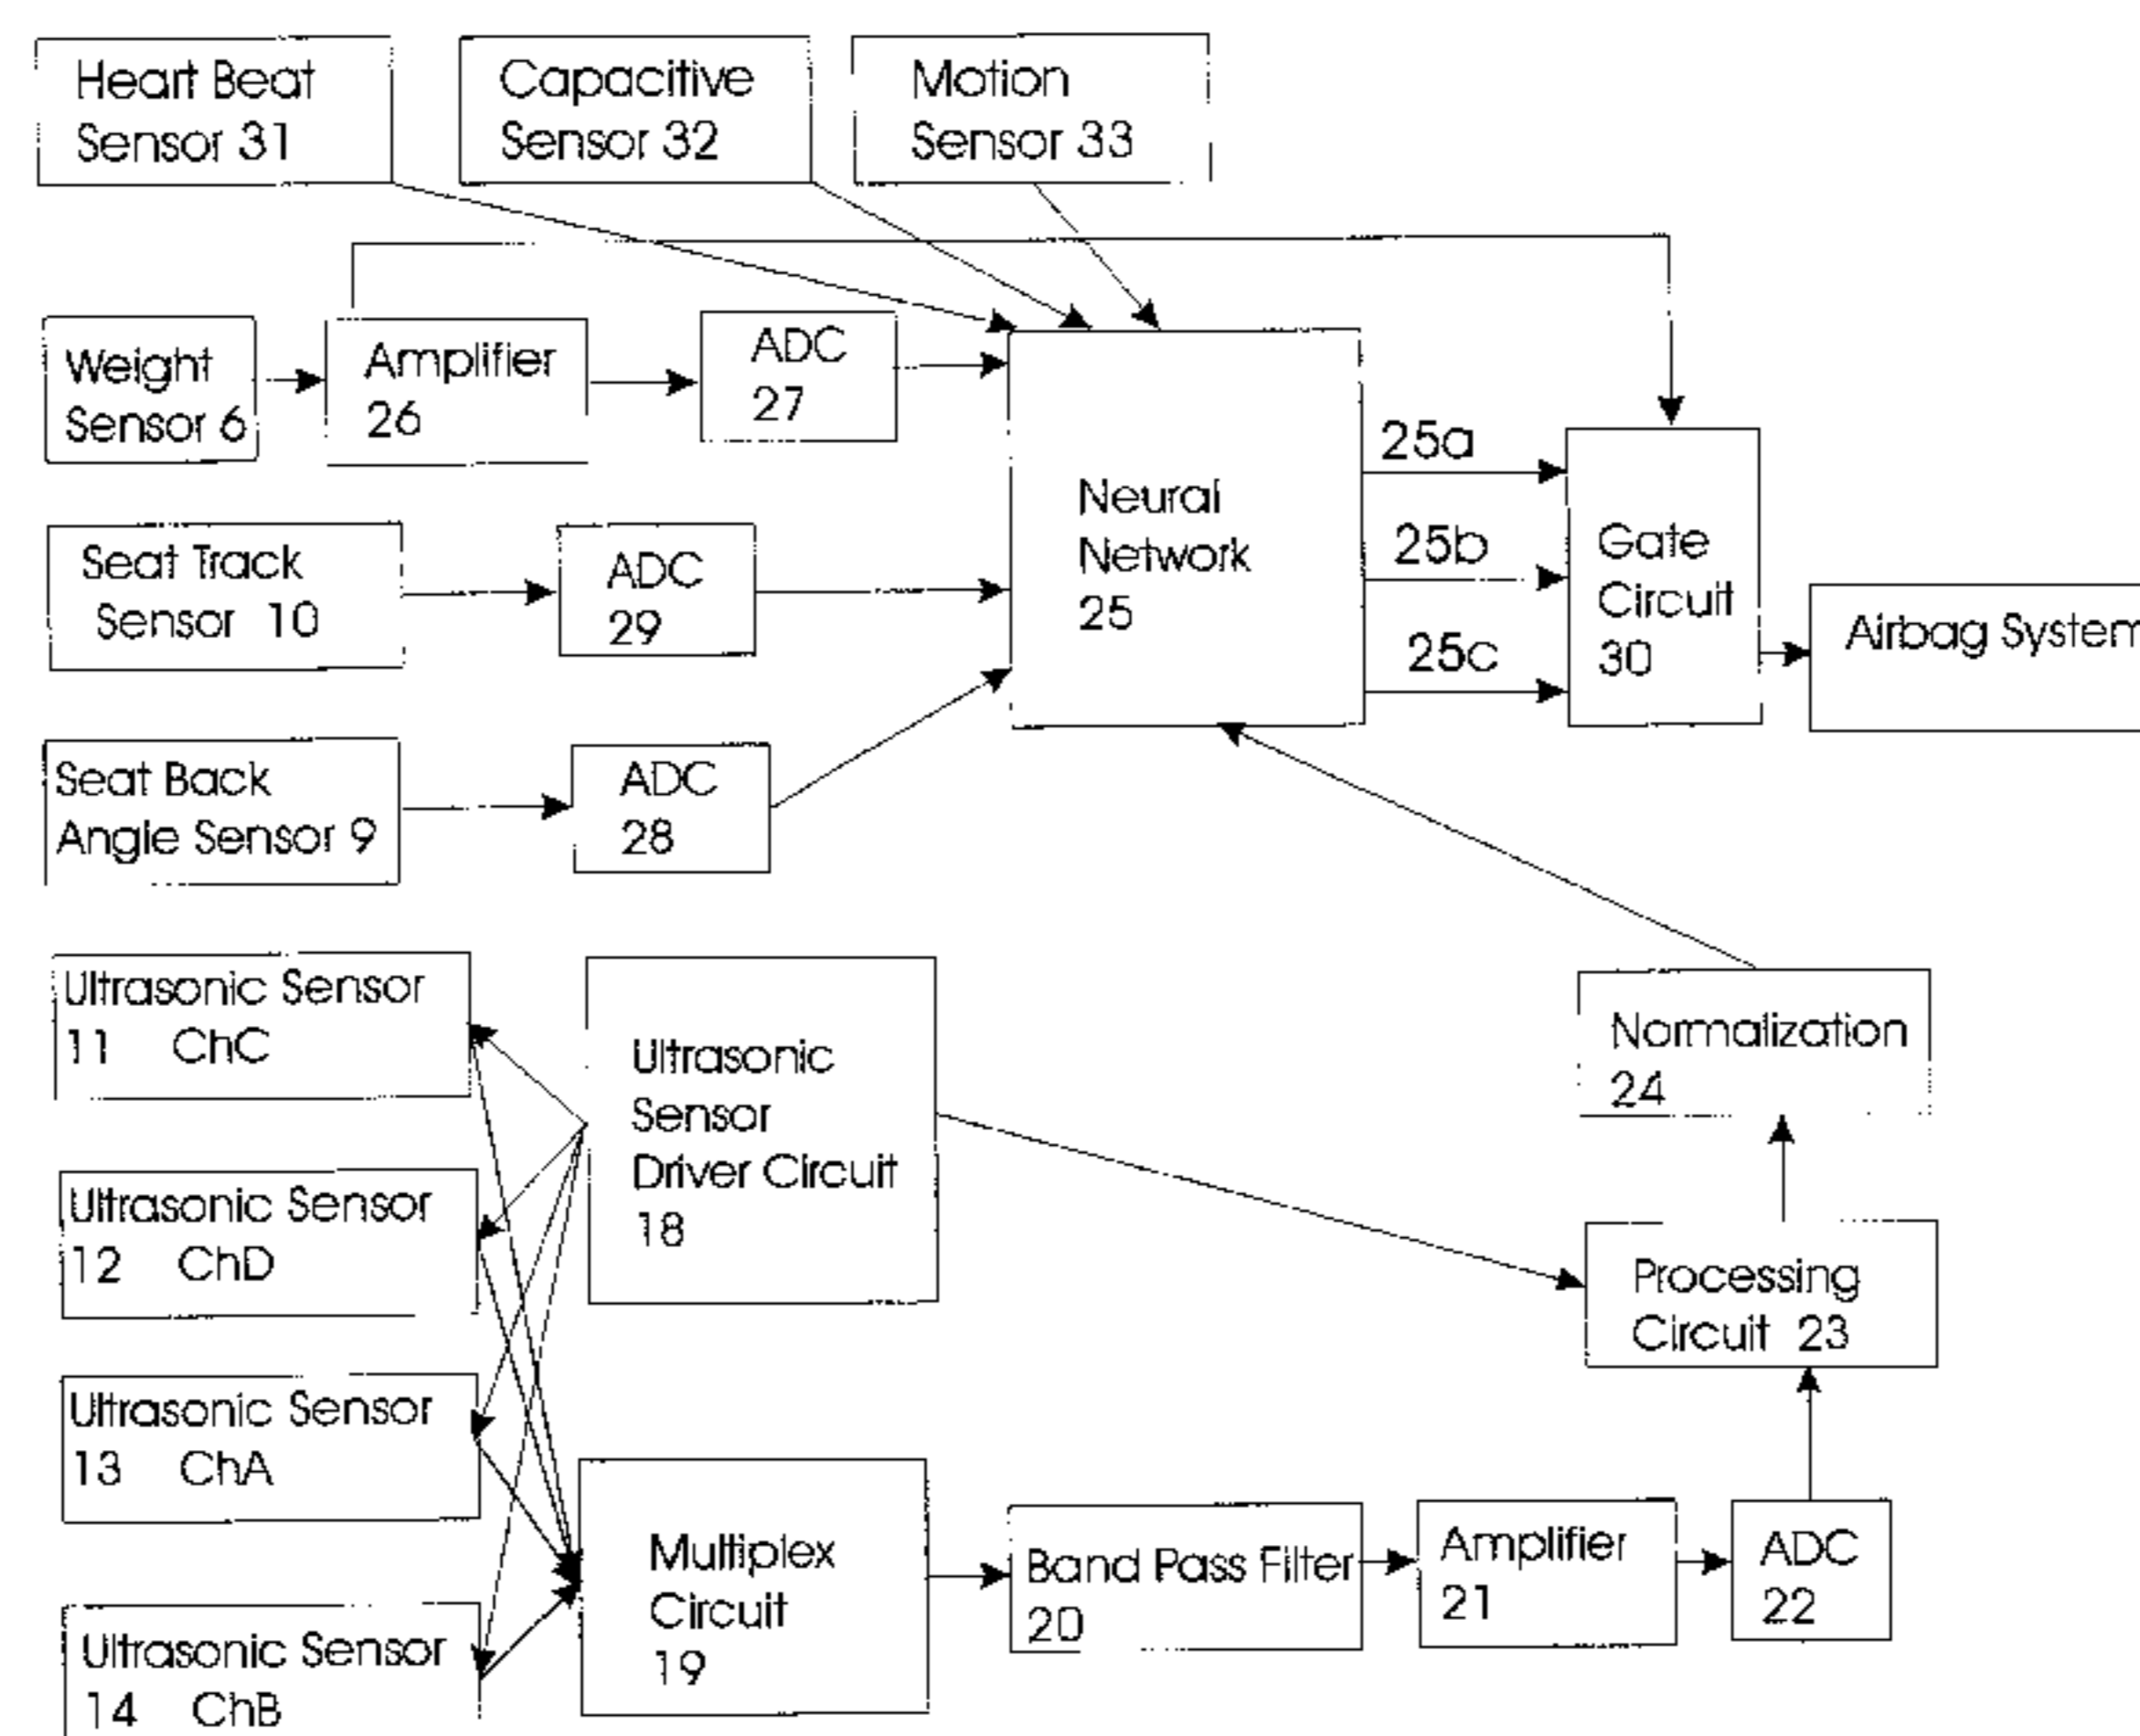 Heart Beat
Sensor 31
Capacitive
Sensor 32
Motion
Sensor 33
Weight
Sensor 6
Amplifier
26
ADC
27
Seat Track
Sensor 10
ADC
29
Seat Back
Angle Sensor 9
ADC
28
Neural
Network
25
25a
25b
25c
Gate
Circuit
30
Airbag System
Ultrasonic Sensor
11 ChC
Ultrasonic Sensor
12 ChD
Ultrasonic Sensor
13 ChA
Ultrasonic Sensor
14 ChB
Ultrasonic
Sensor
Driver Circuit
18
Multiplex
Circuit
19
Band Pass Filter
20
Amplifier
21
ADC
22
Processing
Circuit 23
Normalization
24